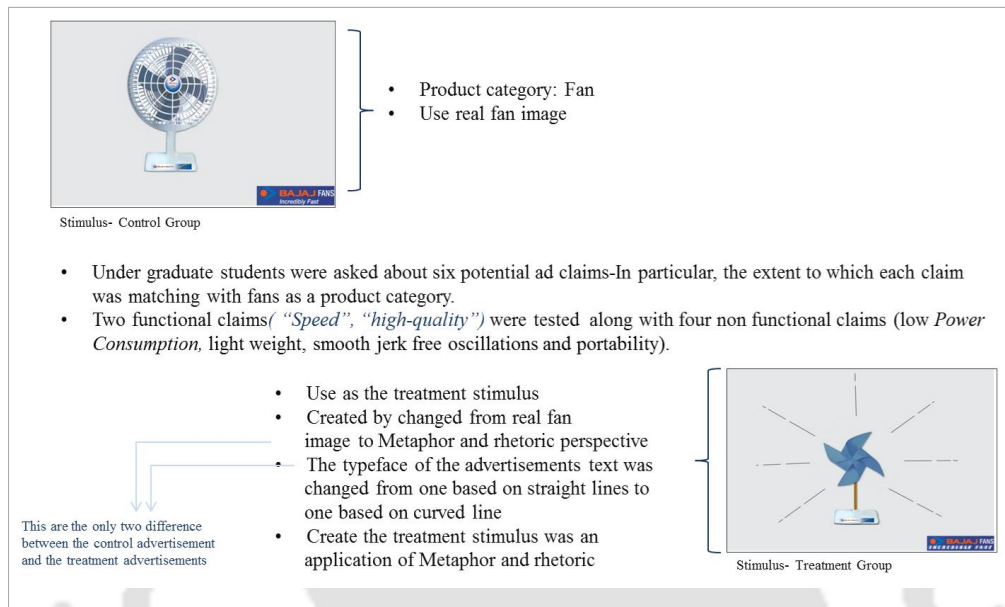 • Product category: Fan
• Use real fan image
BAJAJ FANS
Incredibly Fast
Stimulus- Control Group
• Under graduate students were asked about six potential ad claims-In particular, the extent to which each claim
was matching with fans as a product category.
• Two functional claims( “Speed”, “high-quality”) were tested along with four non functional claims (low Power
Consumption, light weight, smooth jerk free oscillations and portability).
• Use as the treatment stimulus
• Created by changed from real fan
image to Metaphor and rhetoric perspective
• The typeface of the advertisements text was
changed from one based on straight lines to
one based on curved line
• Create the treatment stimulus was an
application of Metaphor and rhetoric
This are the only two difference
between the control advertisement
and the treatment advertisements
BAJAJ FANS
INCREDIBLY FAST
Stimulus- Treatment Group